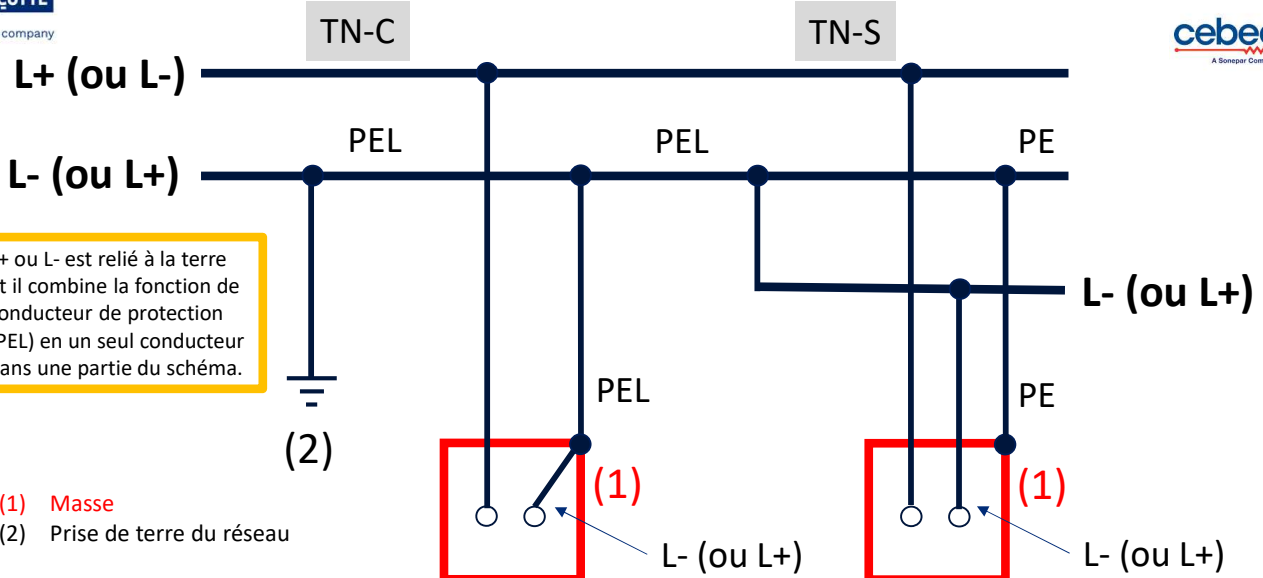 company
TN-C
TN-S
A Sonepar Com
L+ (ou L-)
PEL
PEL
PE
L- (ou L+)
+ ou L- est relié à la terre
t il combine la fonction de
onducteur de protection
PEL) en un seul conducteur
ans une partie du schéma.
L- (ou L+)
PEL
PE
(2)
(1)
(1)
(1) Masse
(2) Prise de terre du réseau
L- (ou L+)
L- (ou L+)